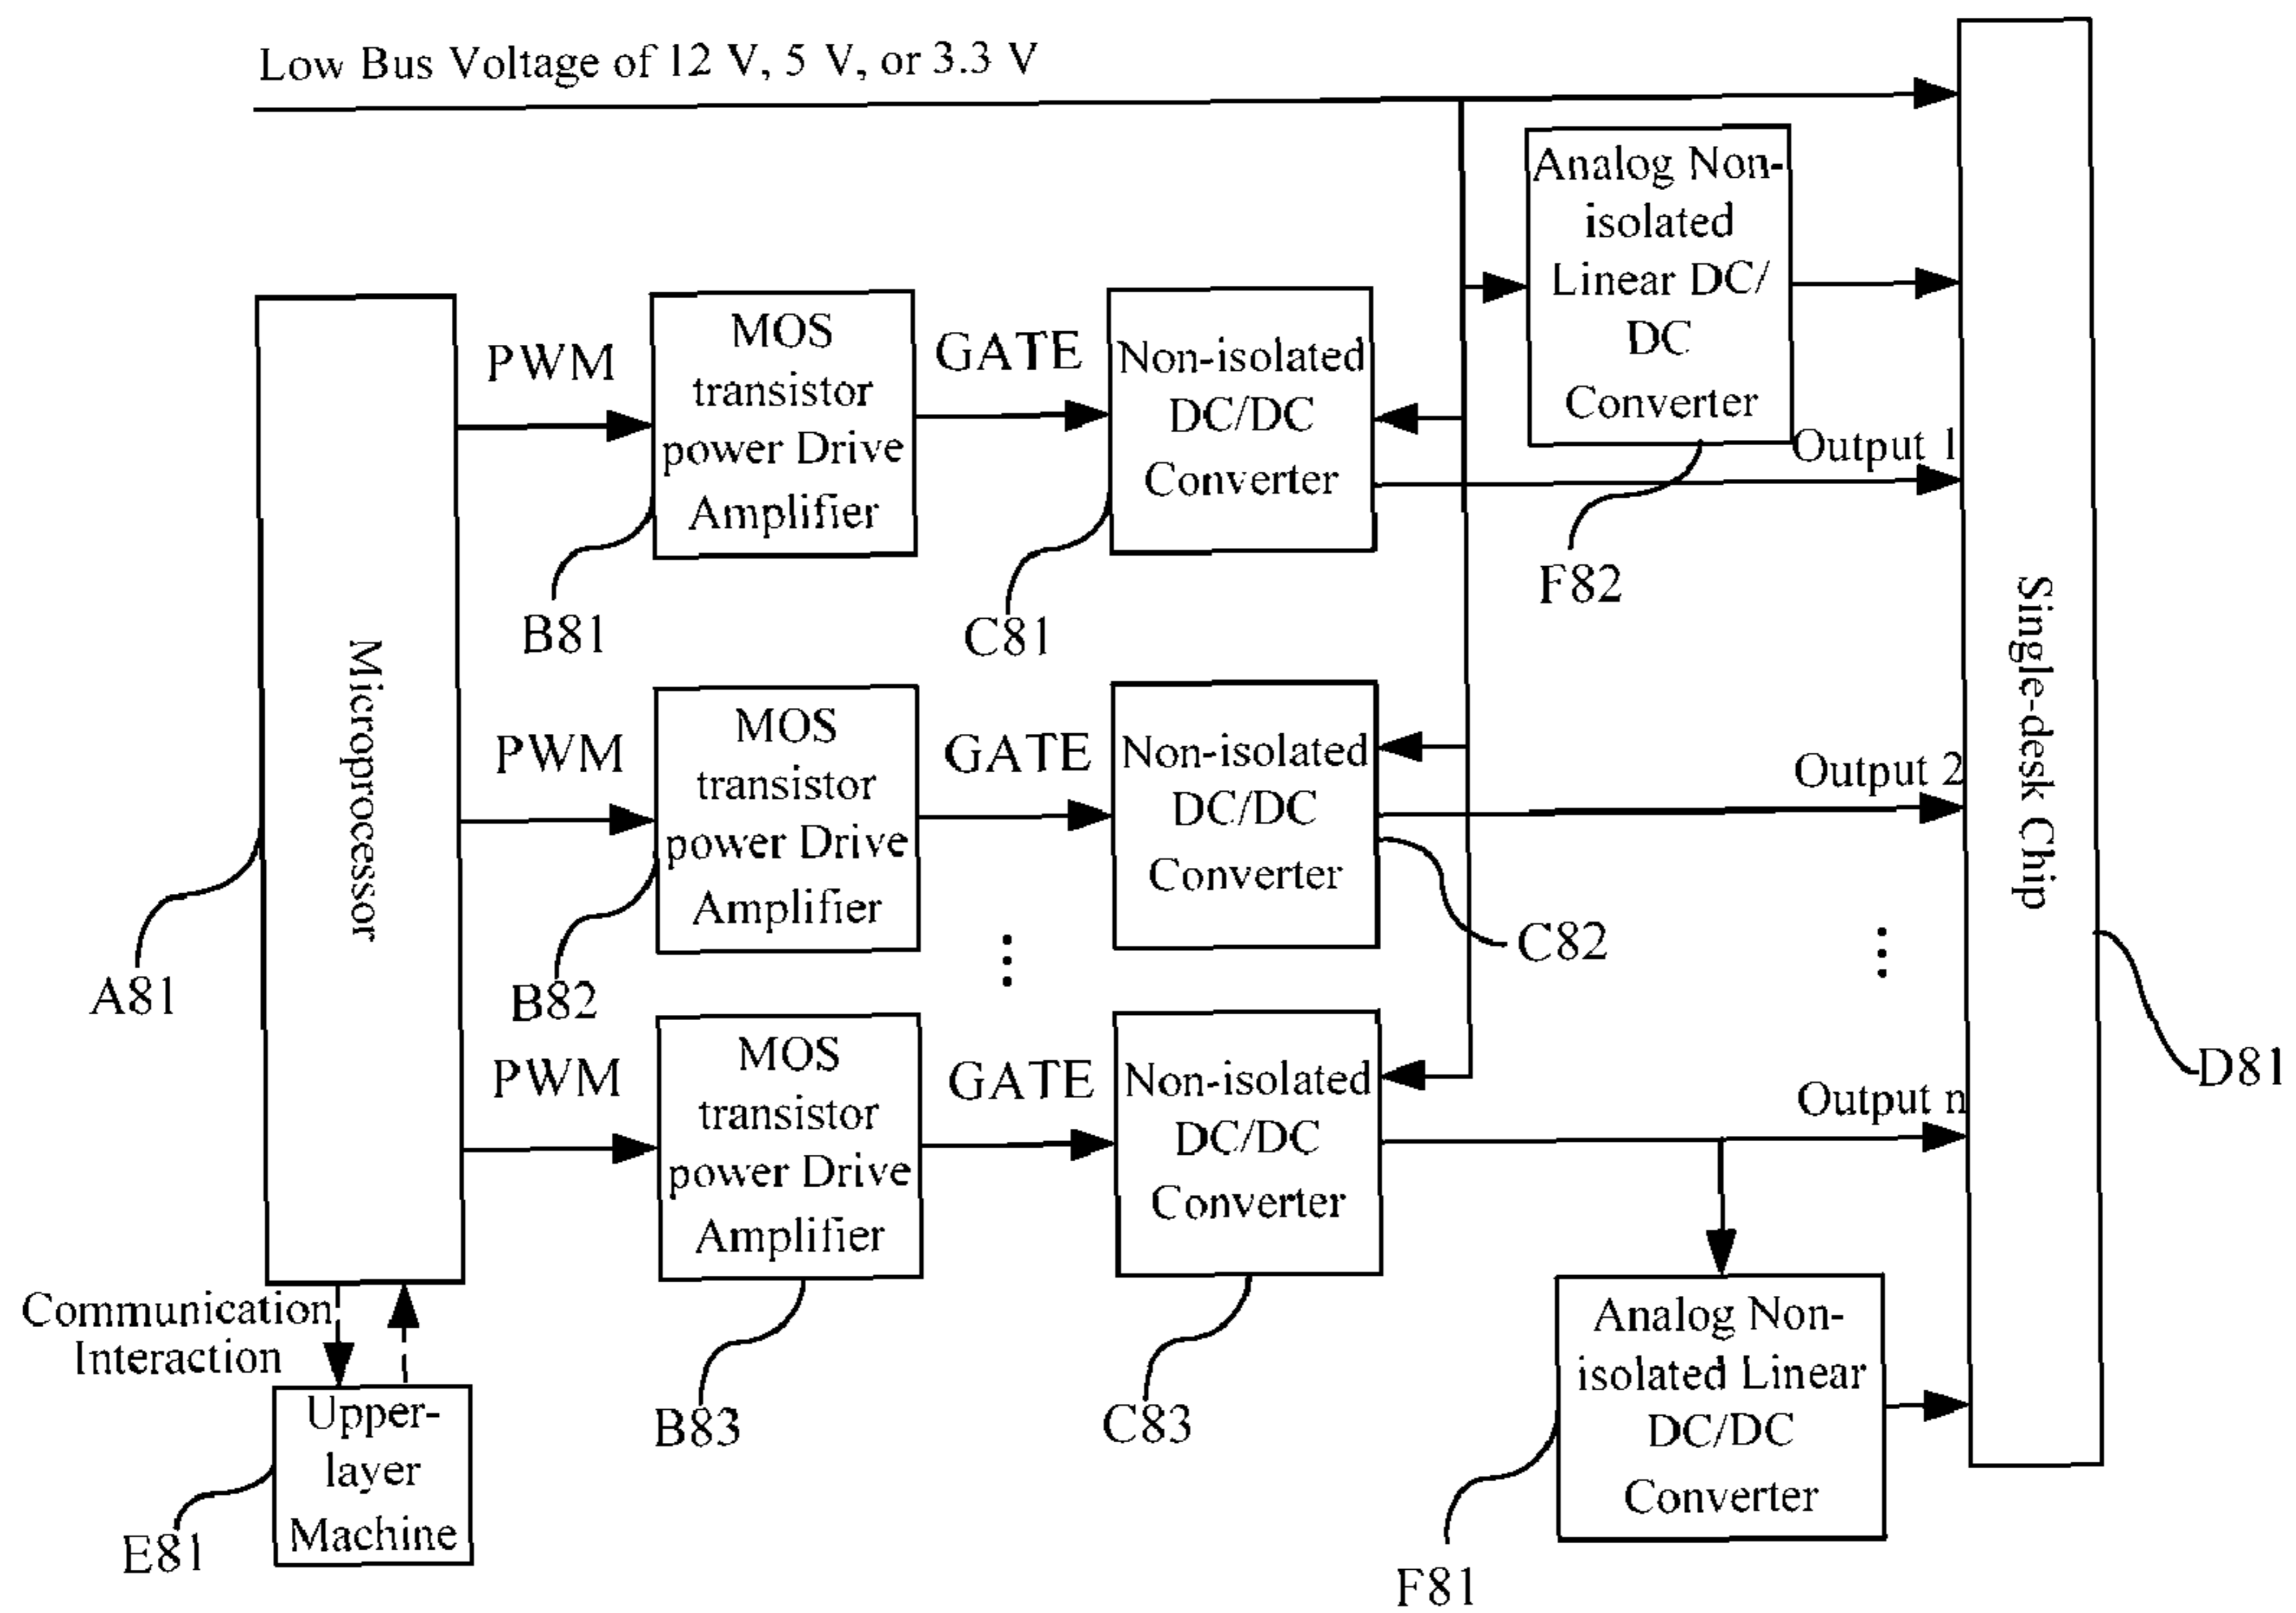 Low Bus Voltage of 12 V, 5 V, or 3.3 V
Analog Non-
isolated
Linear DC/
DC
Converter
F82
Microprocessor
A81
PWM
MOS
transistor
power Drive
Amplifier
B81
GATE
Non-isolated
DC/DC
Converter
C81
Output 1
PWM
MOS
transistor
power Drive
Amplifier
B82
GATE
Non-isolated
DC/DC
Converter
C82
Output 2
PWM
MOS
transistor
power Drive
Amplifier
B83
GATE
Non-isolated
DC/DC
Converter
C83
Output n
Single-desk Chip
D81
Communication
Interaction
Upper-
layer
Machine
E81
Analog Non-
isolated Linear
DC/DC
Converter
F81